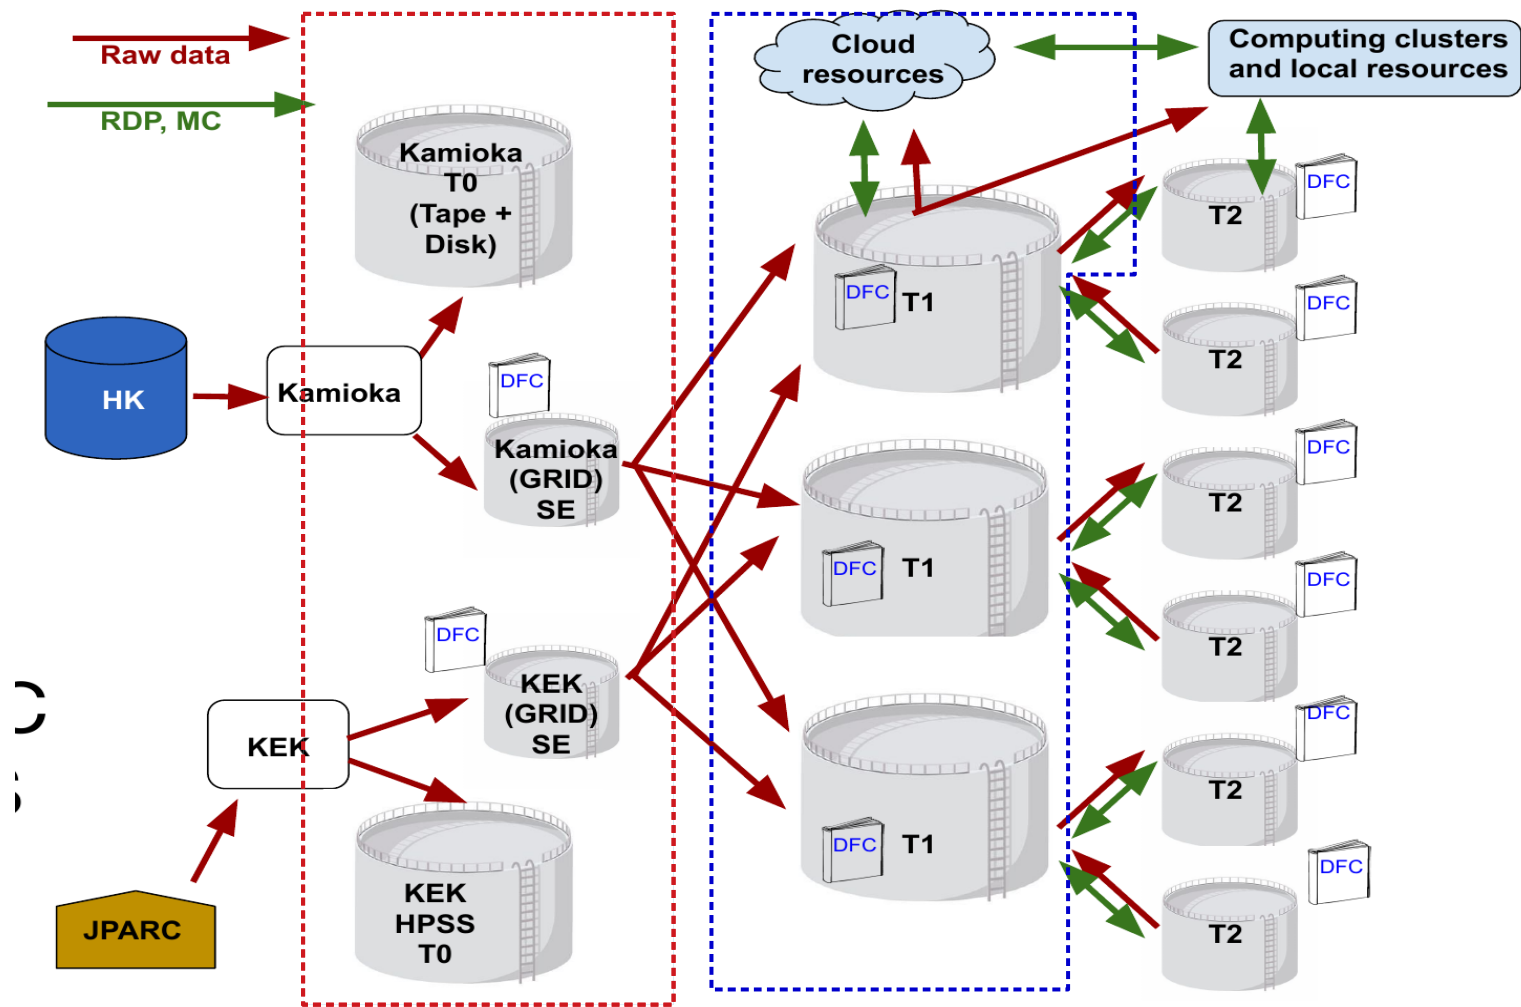 Raw data
RDP, MC
Kamioka
T0
(Tape +
Disk)
HK
Kamioka
DFC
Kamioka
(GRID)
SE
DFC
KEK
(GRID)
SE
KEK
JPARC
KEK
HPSS
T0
Cloud
resources
Computing clusters
and local resources
DFC
T1
DFC
T1
DFC
T1
T2
DFC
T2
DFC
T2
DFC
T2
DFC
T2
DFC
T2
DFC